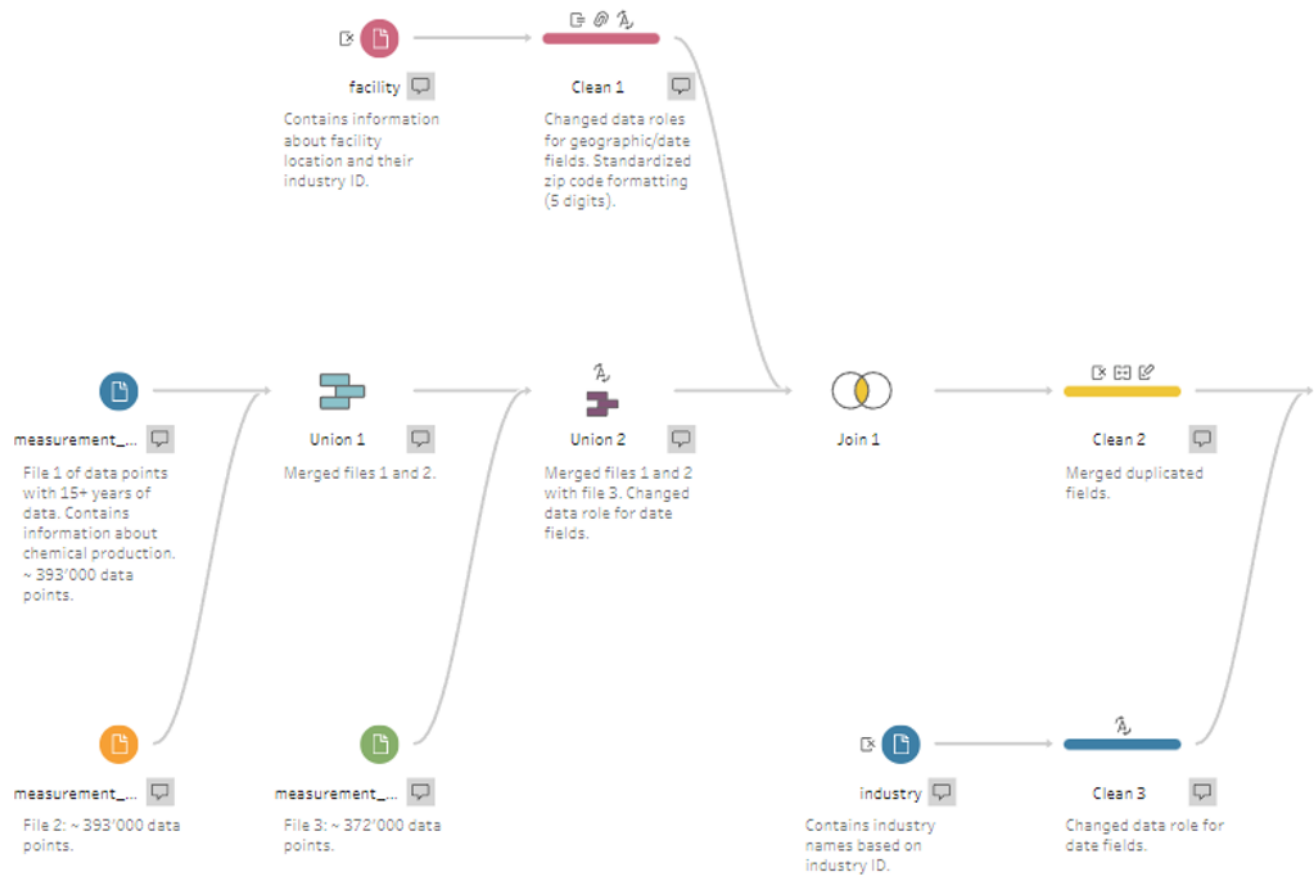 facility
Contains information
about facility
location and their
industry ID.
Clean 1
Changed data roles
for geographic/date
fields. Standardized
zip code formatting
(5 digits).
measurement_...
File 1 of data points
with 15+ years of
data. Contains
information about
chemical production.
~ 393'000 data
points.
Union 1
Merged files 1 and 2.
Union 2
Merged files 1 and 2
with file 3. Changed
data role for date
fields.
Join 1
Clean 2
Merged duplicated
fields.
measurement_...
File 2: ~ 393'000 data
points.
measurement_...
File 3: ~ 372'000 data
points.
industry
Contains industry
names based on
industry ID.
Clean 3
Changed data role for
date fields.